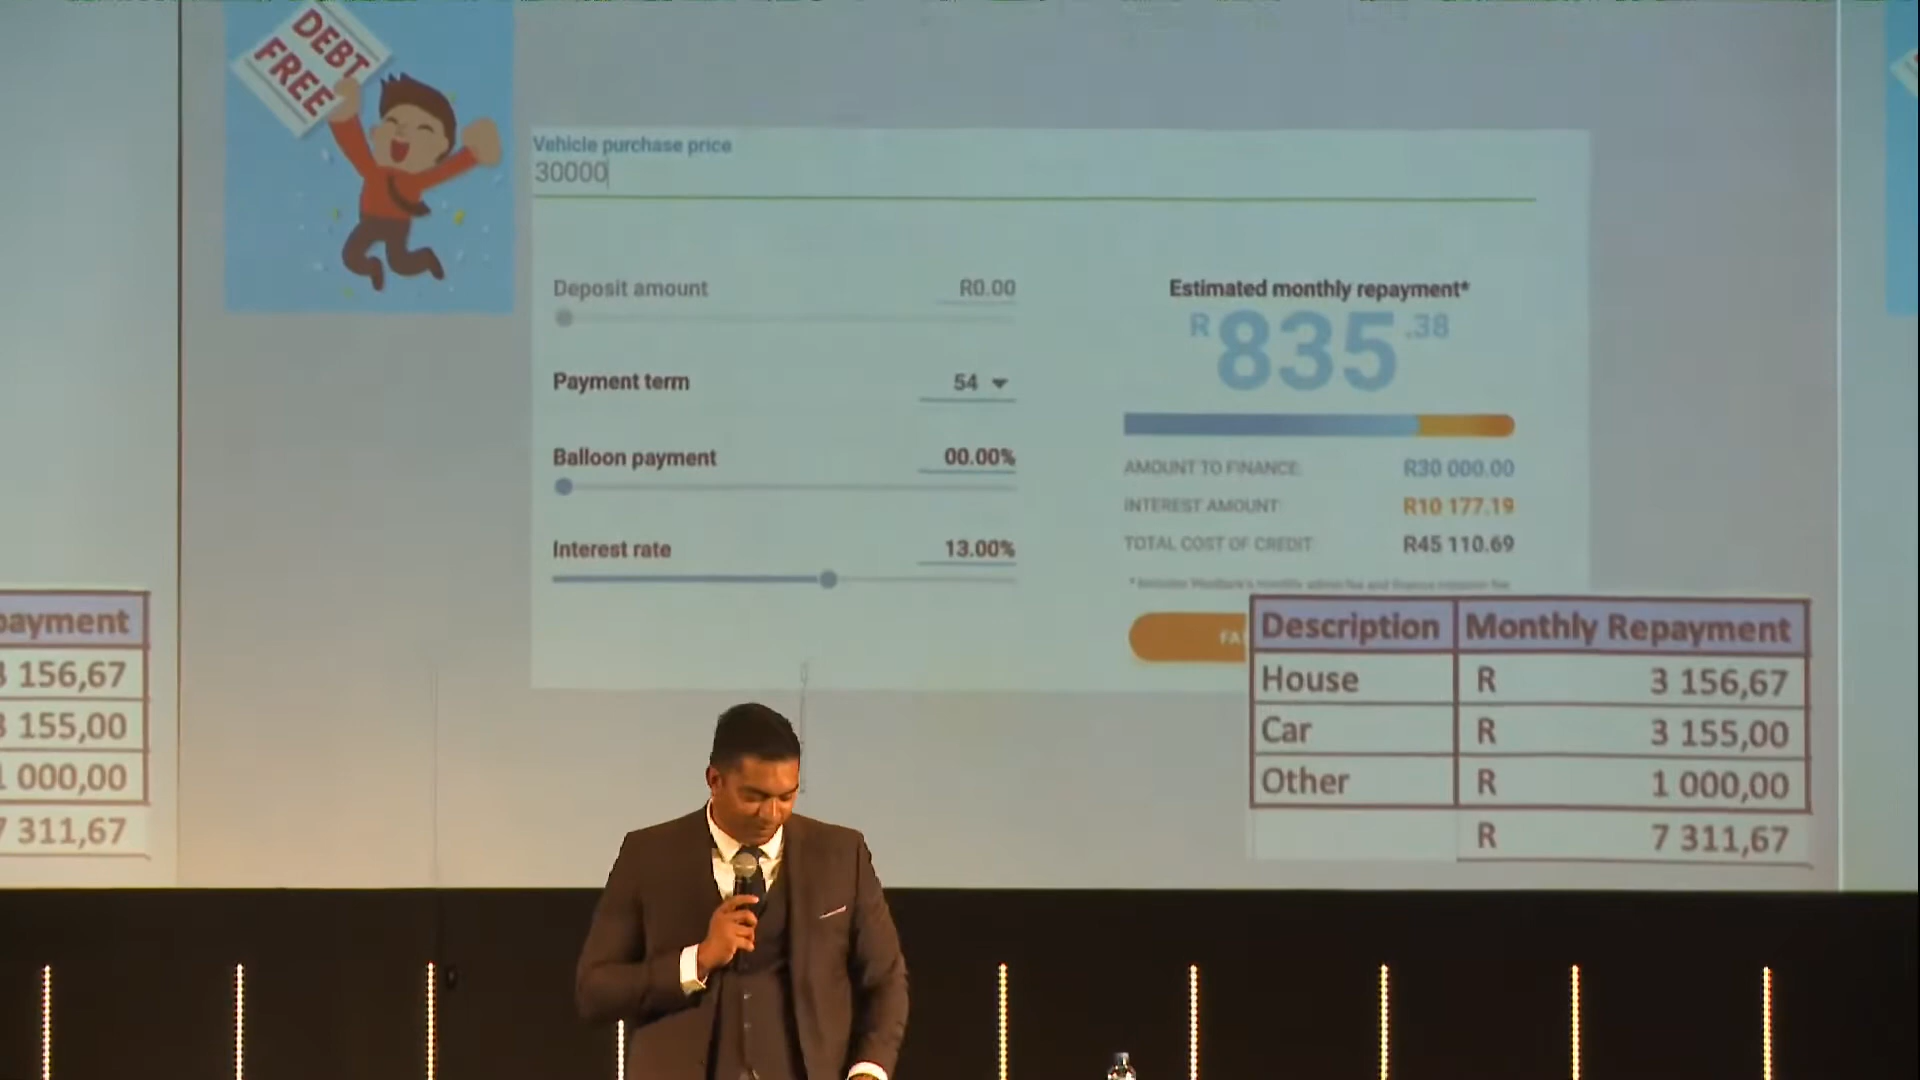 DEBT
FREE
Vehicle purchase price
30000
Deposit amount R0.00
Payment term 54
Balloon payment 00.00%
Interest rate 13.00%
Estimated monthly repayment*
R835.38
AMOUNT TO FINANCE: R30 000.00
INTEREST AMOUNT: R10 177.19
TOTAL COST OF CREDIT: R45 110.69
FA
Description Monthly Repayment
House R 3 156,67
Car R 3 155,00
Other R 1 000,00
R 7 311,67
payment
156,67
155,00
000,00
311,67